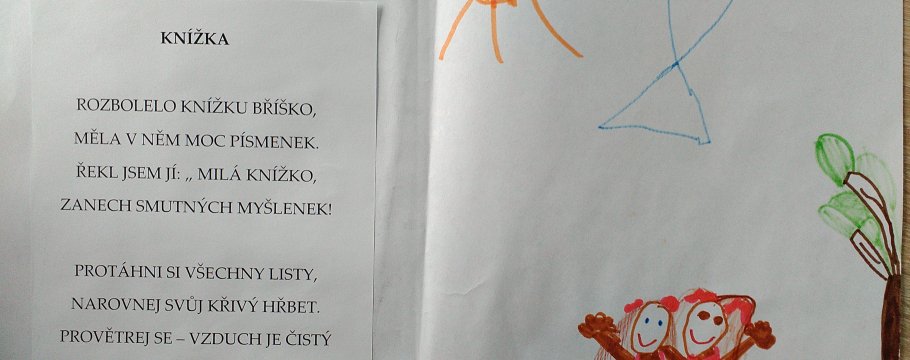 KNÍŽKA
ROZBOLELO KNÍŽKU BŘÍŠKO,
MĚLA V NĚM MOC PÍSMENEK.
ŘEKL JSEM JÍ: „ MILÁ KNÍŽKO,
ZANECH SMUTNÝCH MYŠLENEK!
PROTÁHNI SI VŠECHNY LISTY,
NAROVNEJ SVŮJ KŘIVÝ HŘBET.
PROVĚTREJ SE – VZDUCH JE ČISTÝ